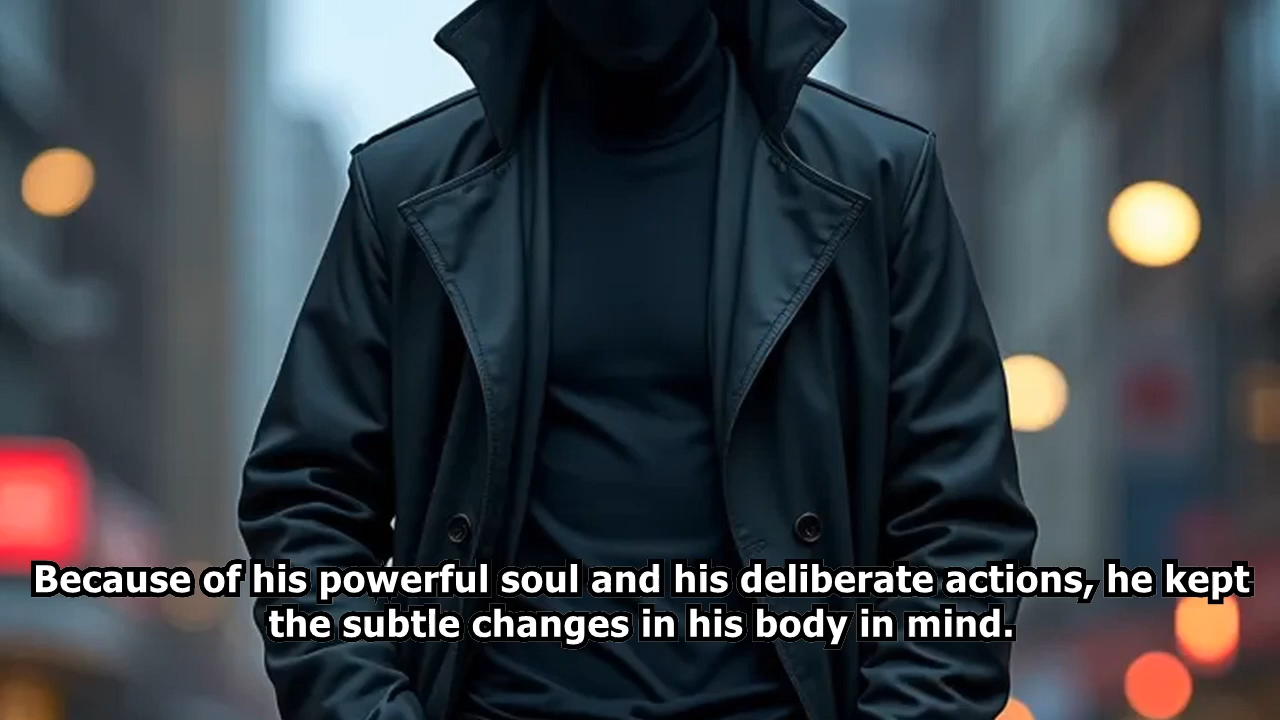 Because of his powerful soul and his deliberate actions, he kept
the subtle changes in his body in mind.